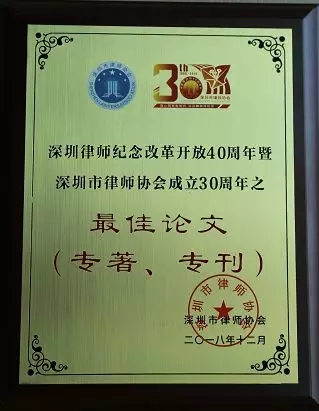 30th
深圳律师纪念改革开放40周年暨
深圳市律师协会成立30周年之
最佳论文
（专著、专刊）
深圳市律师协会
深圳市律师协会
二〇一八年十二月